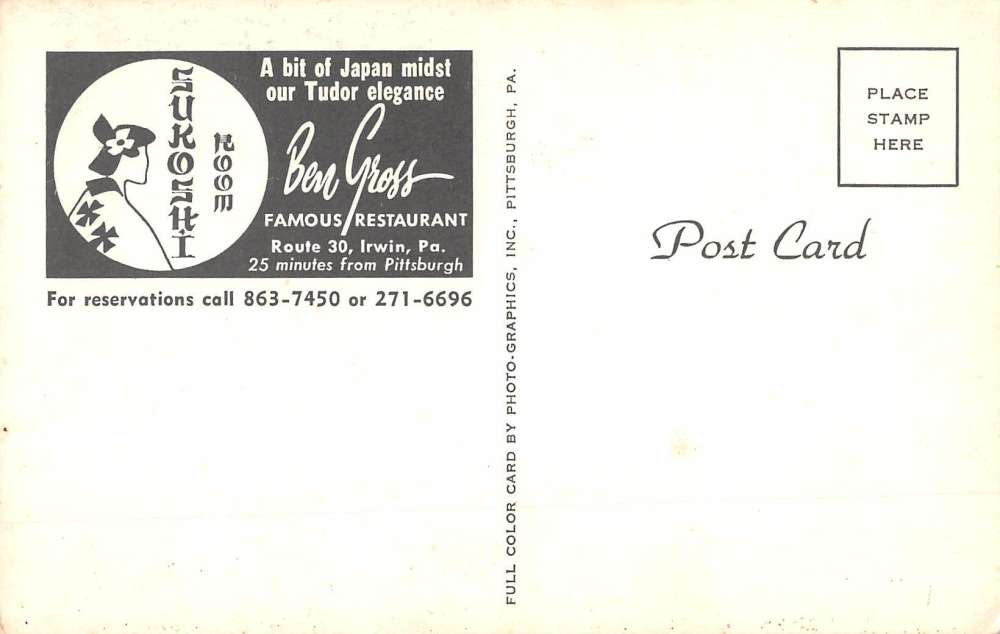 SUKOSHI
ROOM
A bit of Japan midst
our Tudor elegance
Ben Gross
FAMOUS RESTAURANT
Route 30, Irwin, Pa.
25 minutes from Pittsburgh
For reservations call 863-7450 or 271-6696
FULL COLOR CARD BY PHOTO-GRAPHICS, INC., PITTSBURGH, PA.
PLACE
STAMP
HERE
Post Card